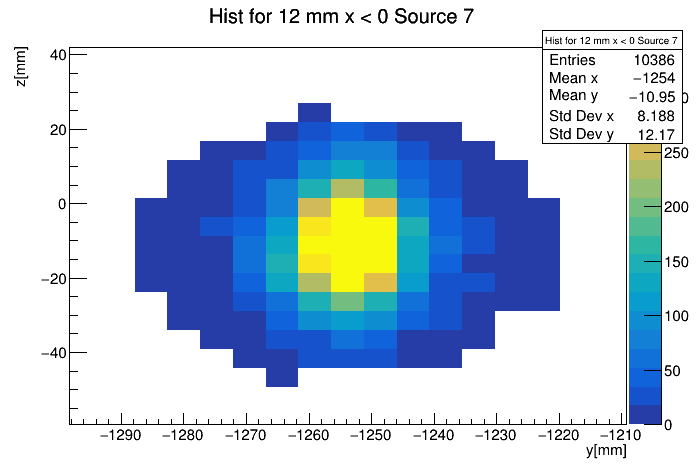 Hist for 12 mm x < 0 Source 7
z[mm]
Hist for 12 mm x < 0 Source 7
Entries 10386
Mean x −1254
Mean y −10.95
Std Dev x 8.188
Std Dev y 12.17
40
20
0
−20
−40
250
200
150
100
50
0
−1290 −1280 −1270 −1260 −1250 −1240 −1230 −1220 −1210
y[mm]